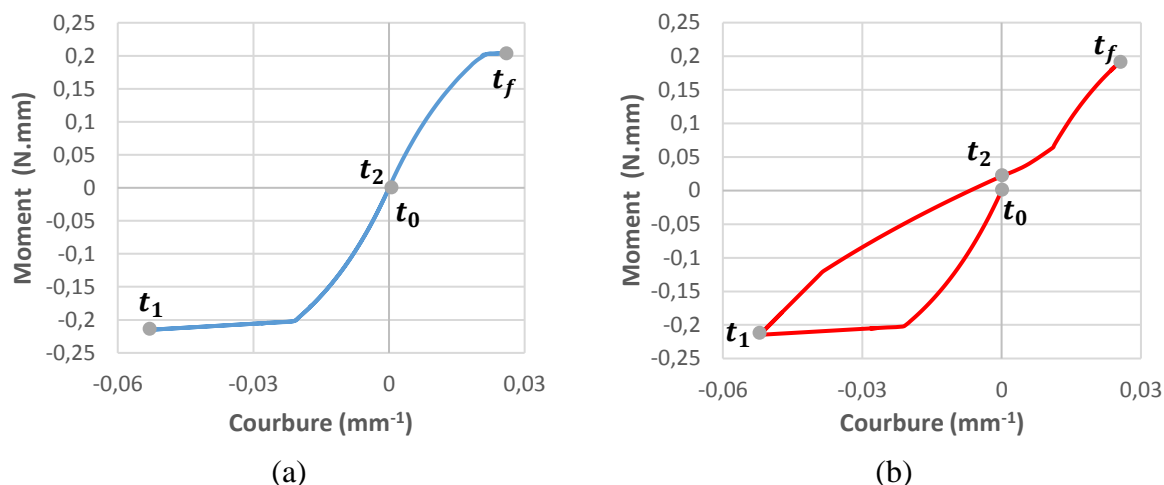 0,25
0,2
0,15
0,1
0,05
0
-0,05
-0,1
-0,15
-0,2
-0,25
Moment (N.mm)
-0,06 -0,03 0 0,03
Courbure (mm⁻¹)
t₁
t₂
t₀
t_f
(a)
0,25
0,2
0,15
0,1
0,05
0
-0,05
-0,1
-0,15
-0,2
-0,25
Moment (N.mm)
-0,06 -0,03 0 0,03
Courbure (mm⁻¹)
t₁
t₂
t₀
t_f
(b)